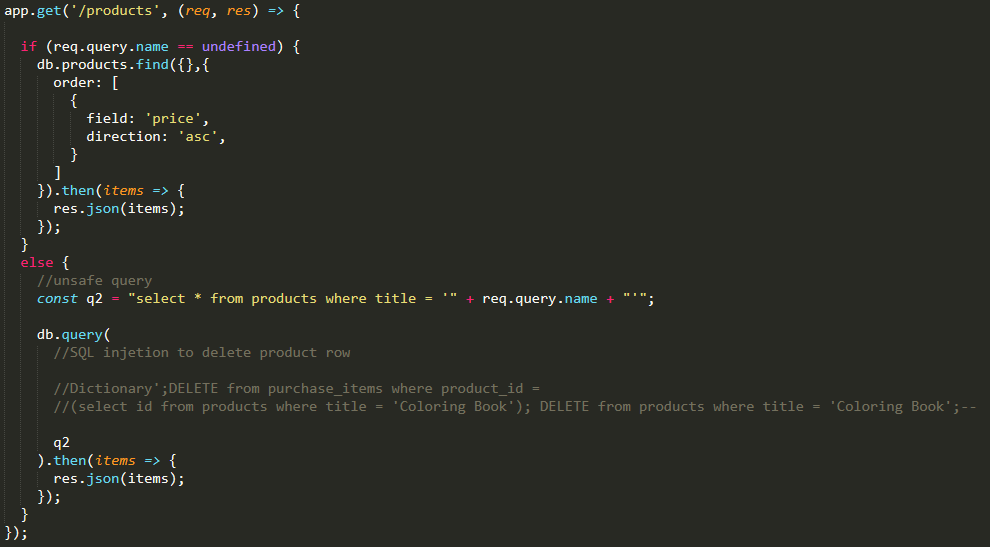 app.get('/products', (req, res) => {
if (req.query.name == undefined) {
db.products.find({},{
order: [
{
field: 'price',
direction: 'asc',
}
]
}).then(items => {
res.json(items);
});
}
else {
//unsafe query
const q2 = "select * from products where title = '" + req.query.name + "'";
db.query(
//SQL injetion to delete product row
//Dictionary';DELETE from purchase_items where product_id =
//(select id from products where title = 'Coloring Book'); DELETE from products where title = 'Coloring Book';--
q2
).then(items => {
res.json(items);
});
}
});